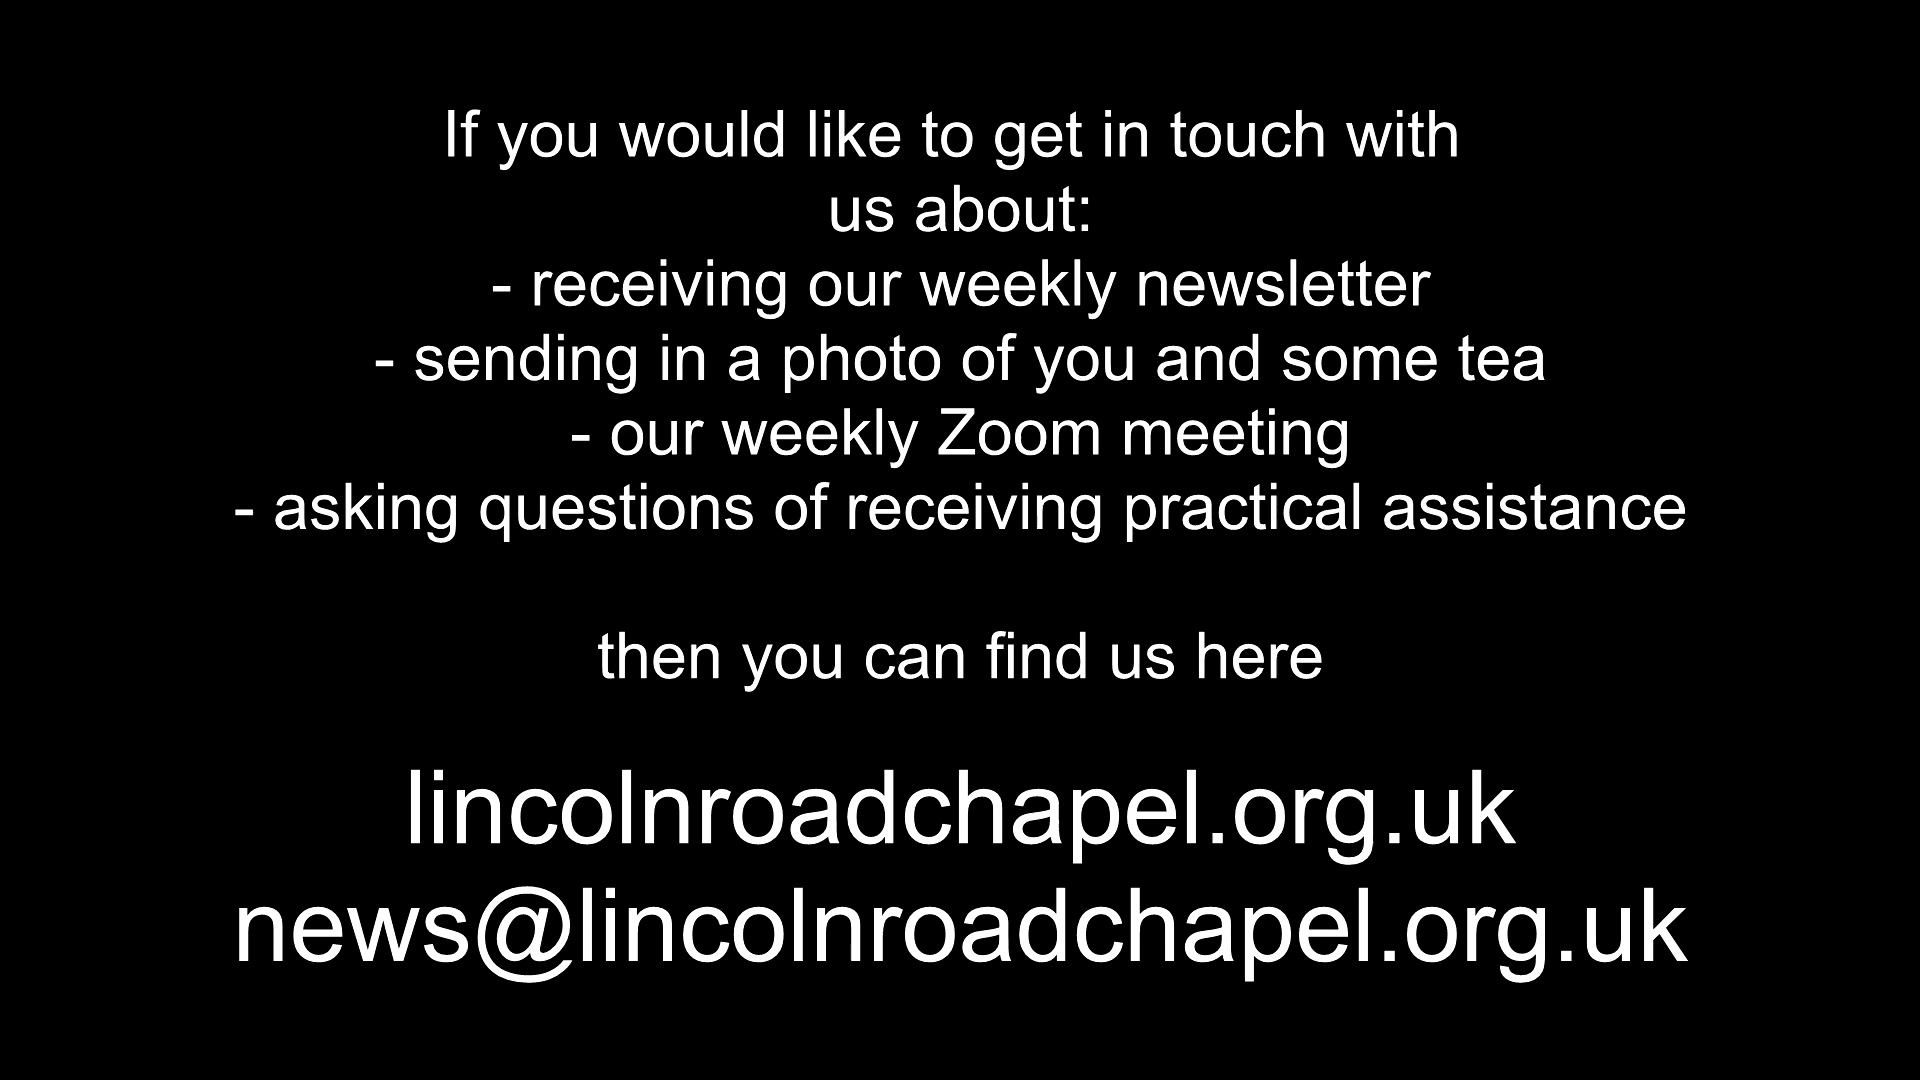 If you would like to get in touch with
us about:
- receiving our weekly newsletter
- sending in a photo of you and some tea
- our weekly Zoom meeting
- asking questions of receiving practical assistance
then you can find us here
lincolnroadchapel.org.uk
news@lincolnroadchapel.org.uk